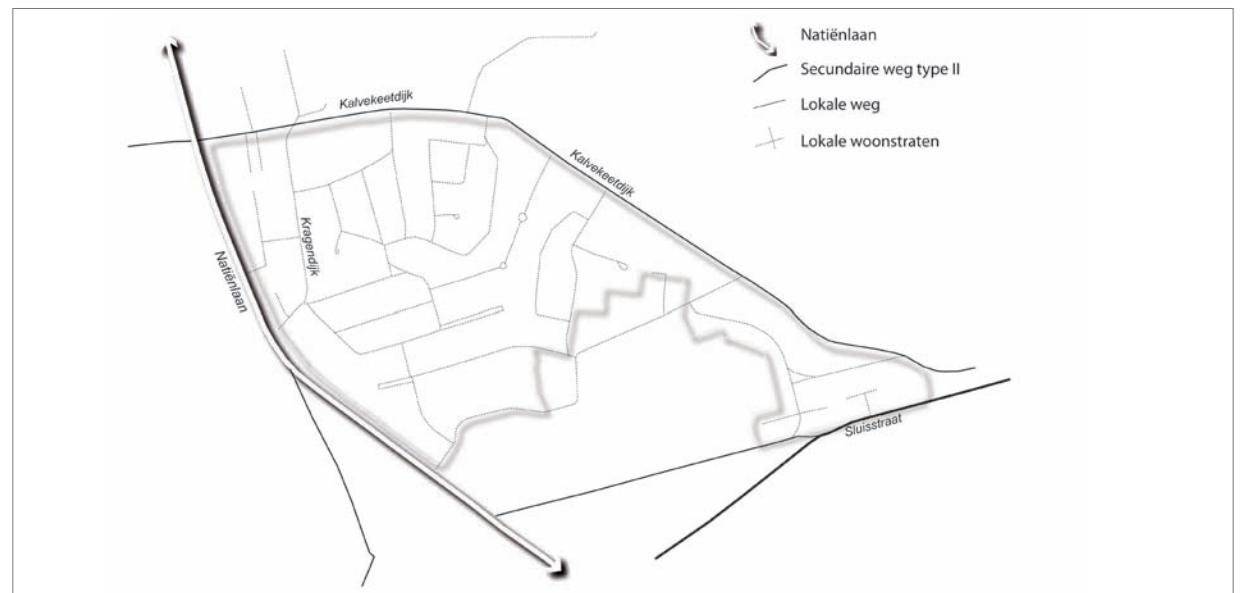 Natiënlaan
Secundaire weg type II
Lokale weg
Lokale woonstraten
Kalvekeetdijk
Kalvekeetdijk
Kragendijk
Natiënlaan
Sluisstraat